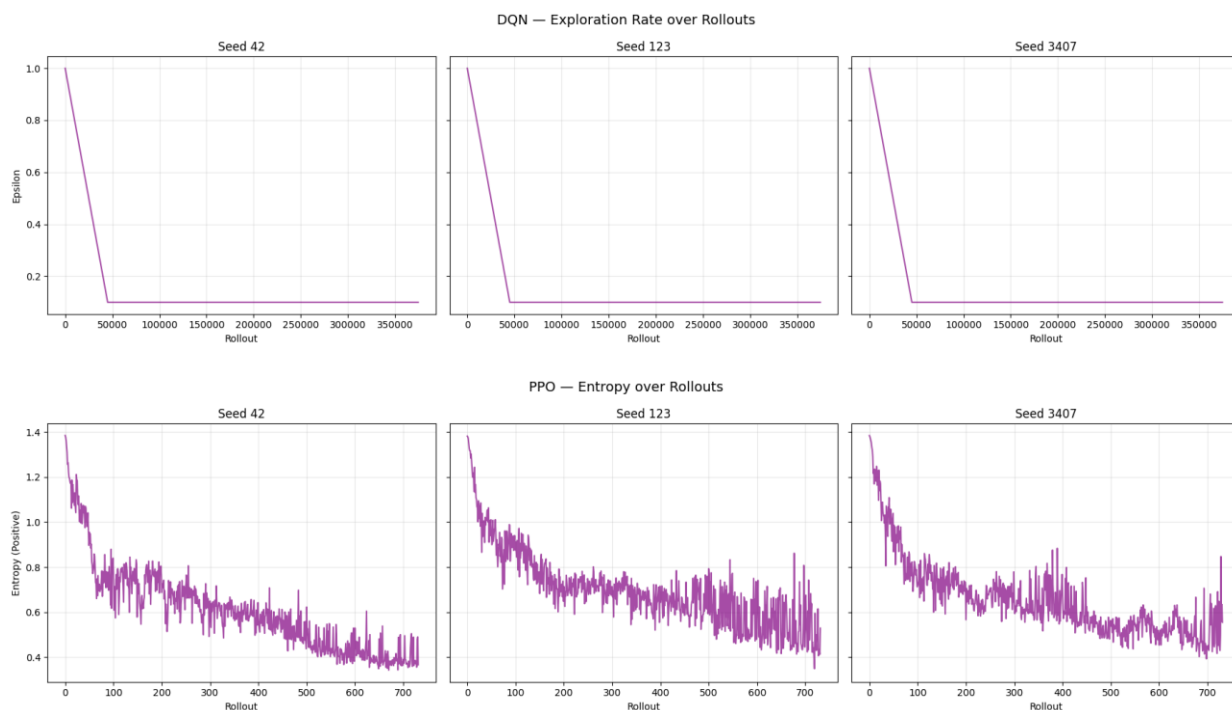 DQN — Exploration Rate over Rollouts
Seed 42 Seed 123 Seed 3407
1.0
0.8
0.6
0.4
0.2
Epsilon
0 50000 100000 150000 200000 250000 300000 350000 0 50000 100000 150000 200000 250000 300000 350000 0 50000 100000 150000 200000 250000 300000 350000
Rollout Rollout Rollout
PPO — Entropy over Rollouts
Seed 42 Seed 123 Seed 3407
1.4
1.2
1.0
0.8
0.6
0.4
Entropy (Positive)
0 100 200 300 400 500 600 700 0 100 200 300 400 500 600 700 0 100 200 300 400 500 600 700
Rollout Rollout Rollout